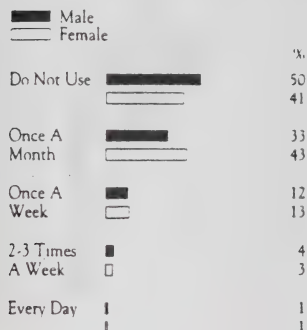 Male
Female
%
Do Not Use 50
41
Once A 33
Month 43
Once A 12
Week 13
2-3 Times 4
A Week 3
Every Day 1
1